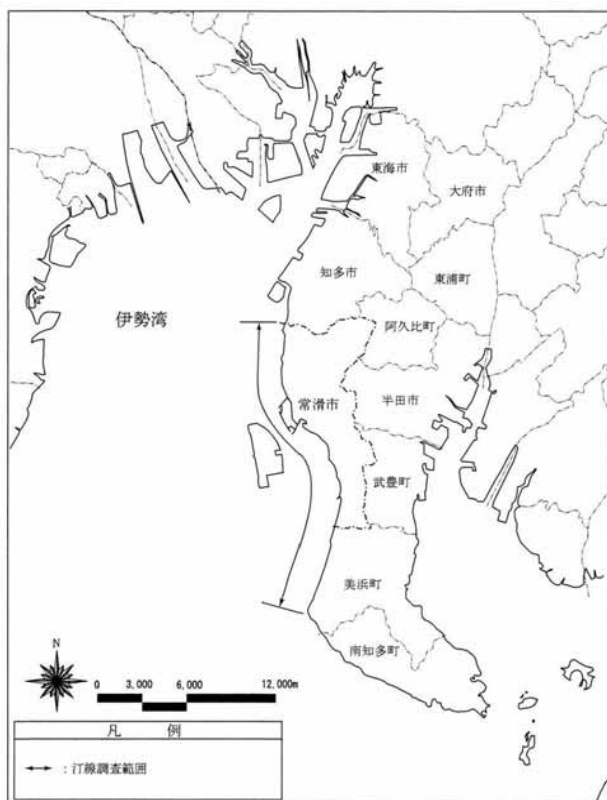 東海市
大府市
知多市
東浦町
伊勢湾
阿久比町
常滑市
半田市
武豊町
美浜町
南知多町
N
0 3,000 6,000 12,000m
凡 例
:汀線調査範囲